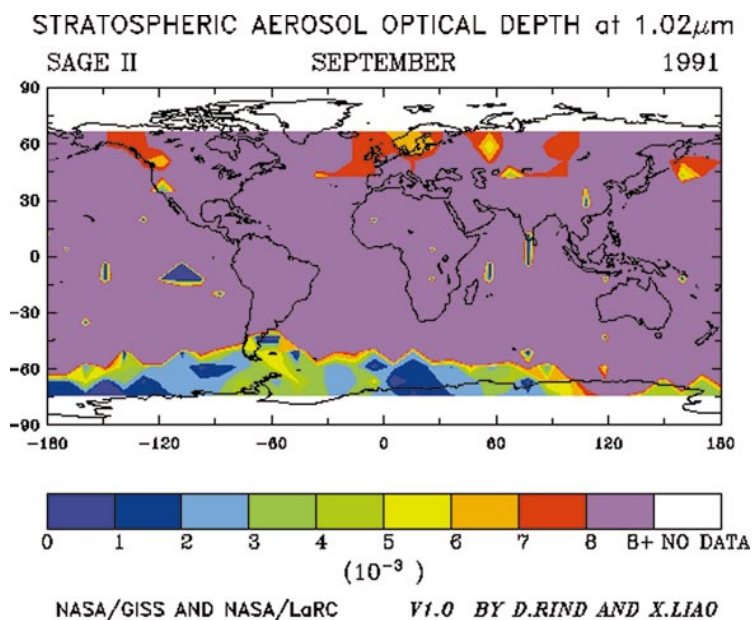 STRATOSPHERIC AEROSOL OPTICAL DEPTH at 1.02μm
SAGE II SEPTEMBER 1991
90
60
30
0
-30
-60
-90
-180 -120 -60 0 60 120 180
0 1 2 3 4 5 6 7 8 8+ NO DATA
(10⁻³)
NASA/GISS AND NASA/LaRC V1.0 BY D.RIND AND X.LIAO